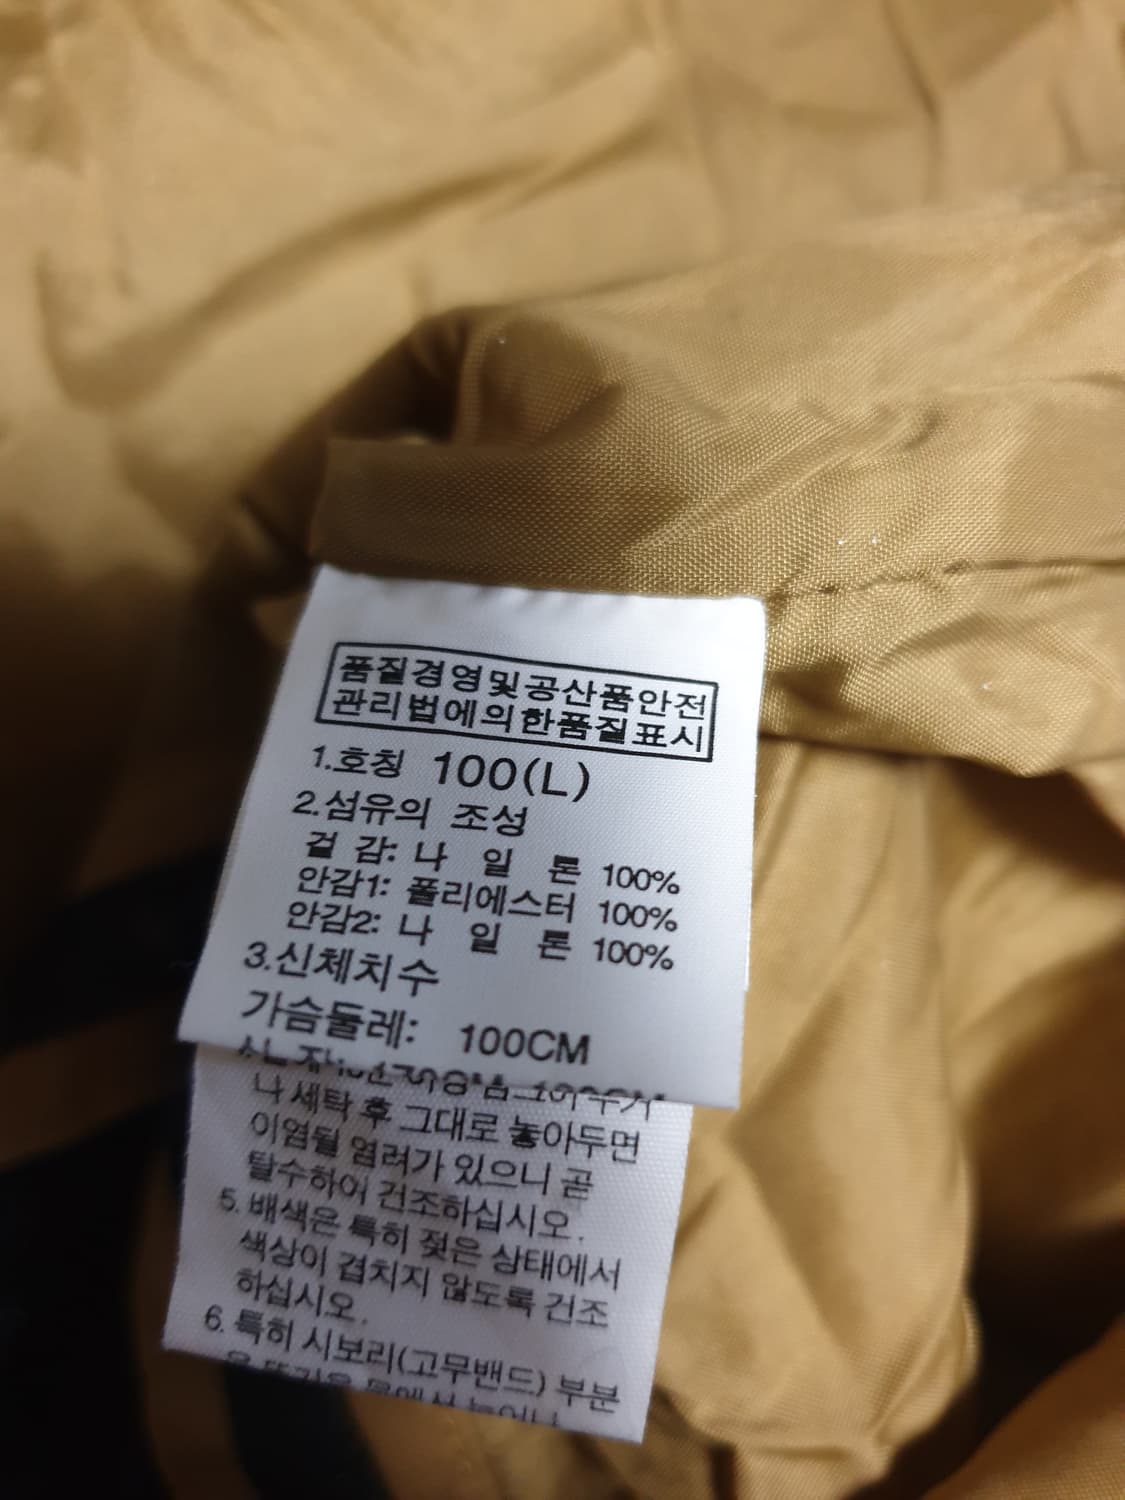 품질경영및공산품안전
관리법에의한품질표시
1.호칭 100(L)
2.섬유의 조성
겉 감: 나 일 론 100%
안감1: 폴리에스터 100%
안감2: 나 일 론 100%
3.신체치수
가슴둘레: 100CM
나 세탁 후 그대로 놓아두면
이염될 염려가 있으니 곧
탈수하여 건조하십시오.
5. 배색은 특히 젖은 상태에서
색상이 겹치지 않도록 건조
하십시오.
6. 특히 시보리(고무밴드) 부분